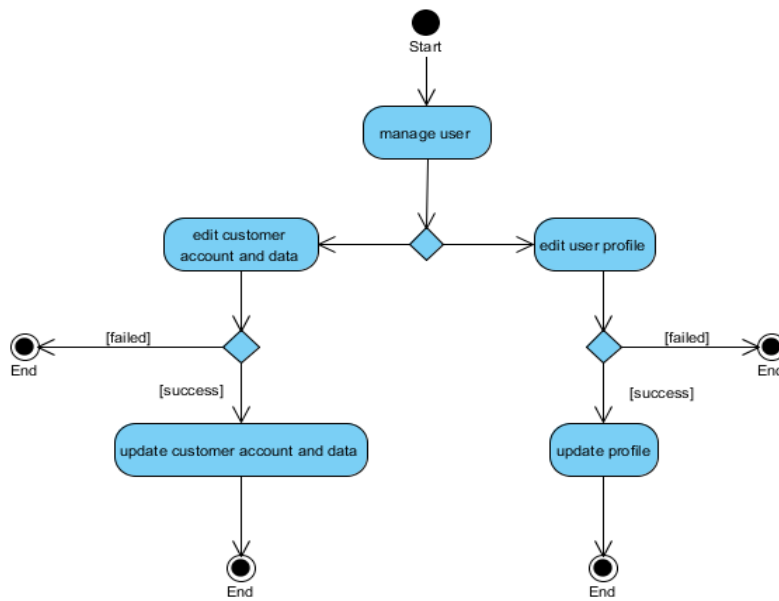 Start
manage user
edit customer
account and data
edit user profile
[failed]
[failed]
End
End
[success]
[success]
update customer account and data
update profile
End
End